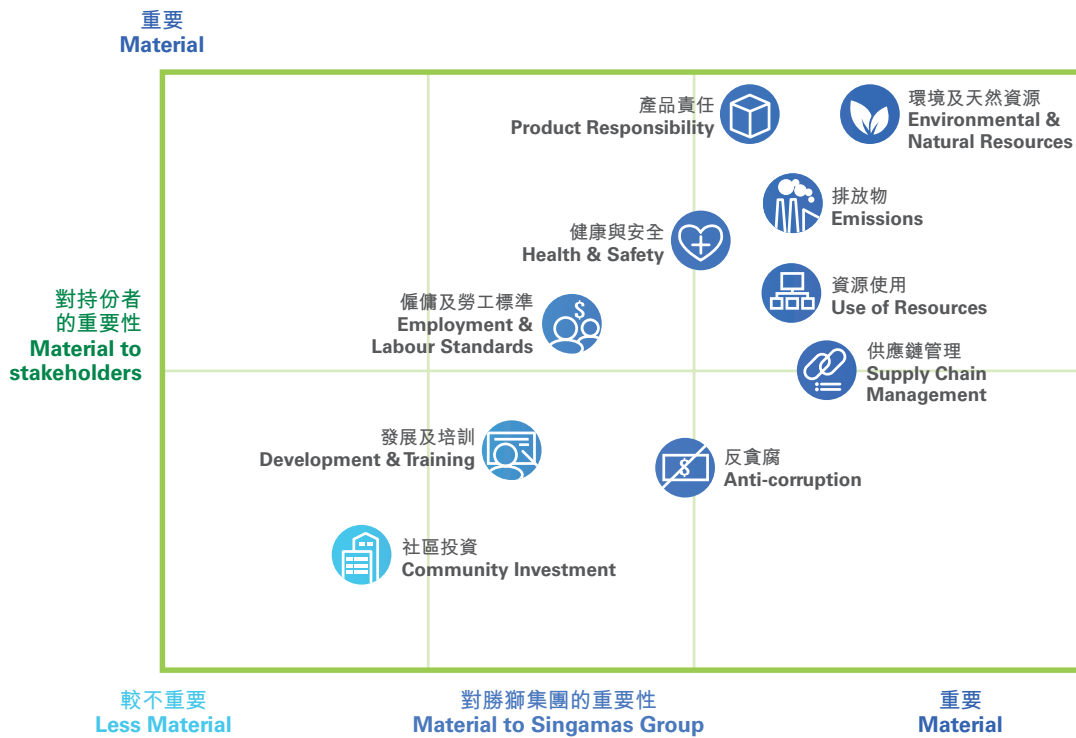 重要
Material
產品責任
Product Responsibility
環境及天然資源
Environmental &
Natural Resources
排放物
Emissions
健康與安全
Health & Safety
資源使用
Use of Resources
僱傭及勞工標準
Employment &
Labour Standards
對持份者
的重要性
Material to
stakeholders
供應鏈管理
Supply Chain
Management
發展及培訓
Development & Training
反貪腐
Anti-corruption
社區投資
Community Investment
較不重要
Less Material
對勝獅集團的重要性
Material to Singamas Group
重要
Material